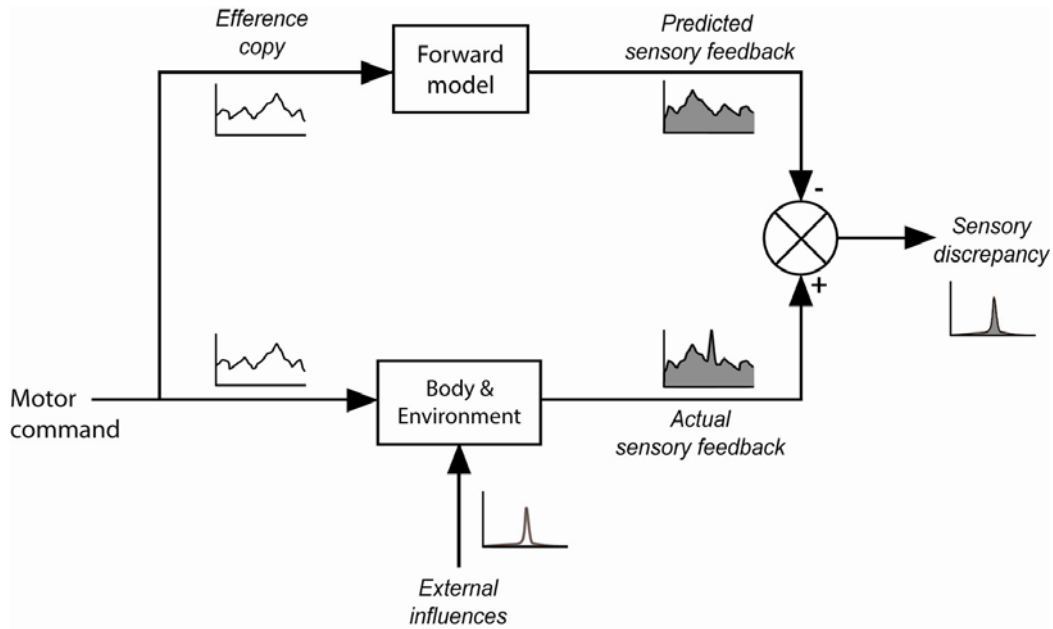 Efference
copy
Forward
model
Predicted
sensory feedback
-
Sensory
discrepancy
+
Motor
command
Body &
Environment
Actual
sensory feedback
External
influences